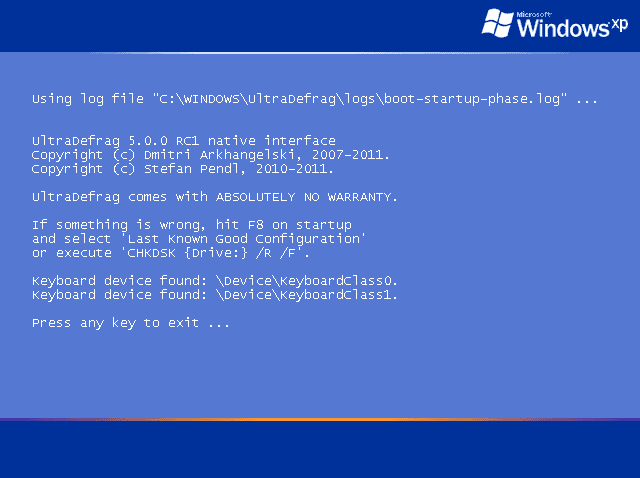 Microsoft
Windows xp
Using log file "C:\WINDOWS\UltraDefrag\logs\boot-startup-phase.log" ...
UltraDefrag 5.0.0 RC1 native interface
Copyright (c) Dmitri Arkhangelski, 2007-2011.
Copyright (c) Stefan Pendl, 2010-2011.
UltraDefrag comes with ABSOLUTELY NO WARRANTY.
If something is wrong, hit F8 on startup
and select 'Last Known Good Configuration'
or execute 'CHKDSK {Drive:} /R /F'.
Keyboard device found: \Device\KeyboardClass0.
Keyboard device found: \Device\KeyboardClass1.
Press any key to exit ...